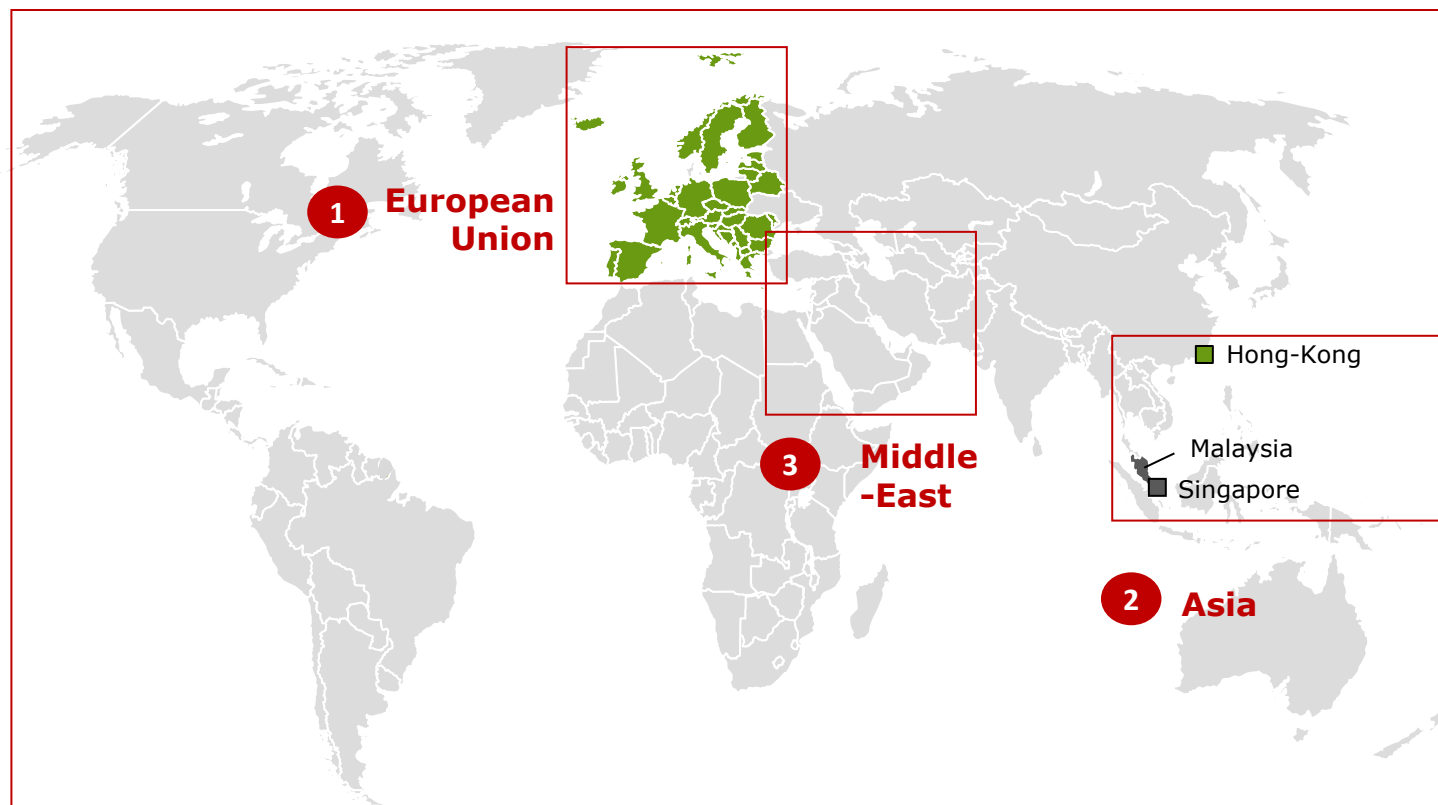 1
European
Union
Hong-Kong
Malaysia
Singapore
3
Middle
-East
2
Asia